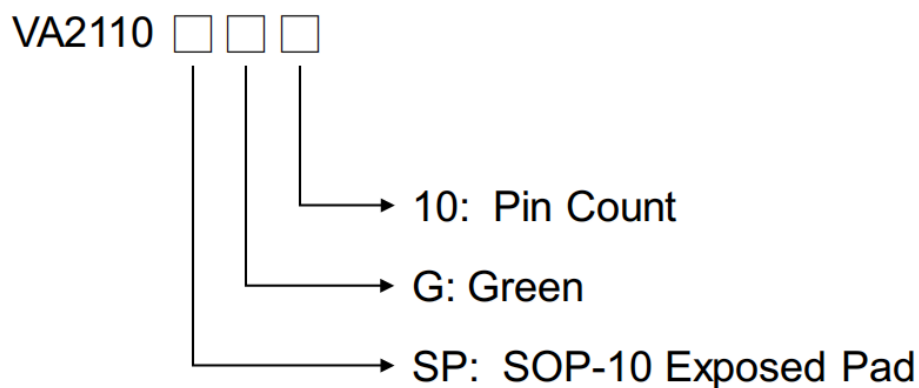 VA2110 □ □ □
10: Pin Count
G: Green
SP: SOP-10 Exposed Pad